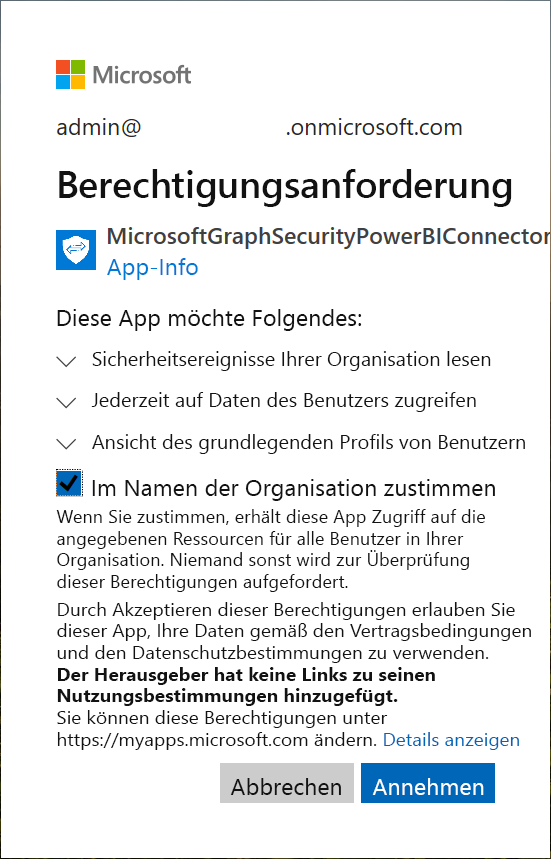 Microsoft
admin@ .onmicrosoft.com
Berechtigungsanforderung
MicrosoftGraphSecurityPowerBIConnector
App-Info
Diese App möchte Folgendes:
Sicherheitsereignisse Ihrer Organisation lesen
Jederzeit auf Daten des Benutzers zugreifen
Ansicht des grundlegenden Profils von Benutzern
Im Namen der Organisation zustimmen
Wenn Sie zustimmen, erhält diese App Zugriff auf die
angegebenen Ressourcen für alle Benutzer in Ihrer
Organisation. Niemand sonst wird zur Überprüfung
dieser Berechtigungen aufgefordert.
Durch Akzeptieren dieser Berechtigungen erlauben Sie
dieser App, Ihre Daten gemäß den Vertragsbedingungen
und den Datenschutzbestimmungen zu verwenden.
Der Herausgeber hat keine Links zu seinen
Nutzungsbestimmungen hinzugefügt.
Sie können diese Berechtigungen unter
https://myapps.microsoft.com ändern. Details anzeigen
Abbrechen Annehmen